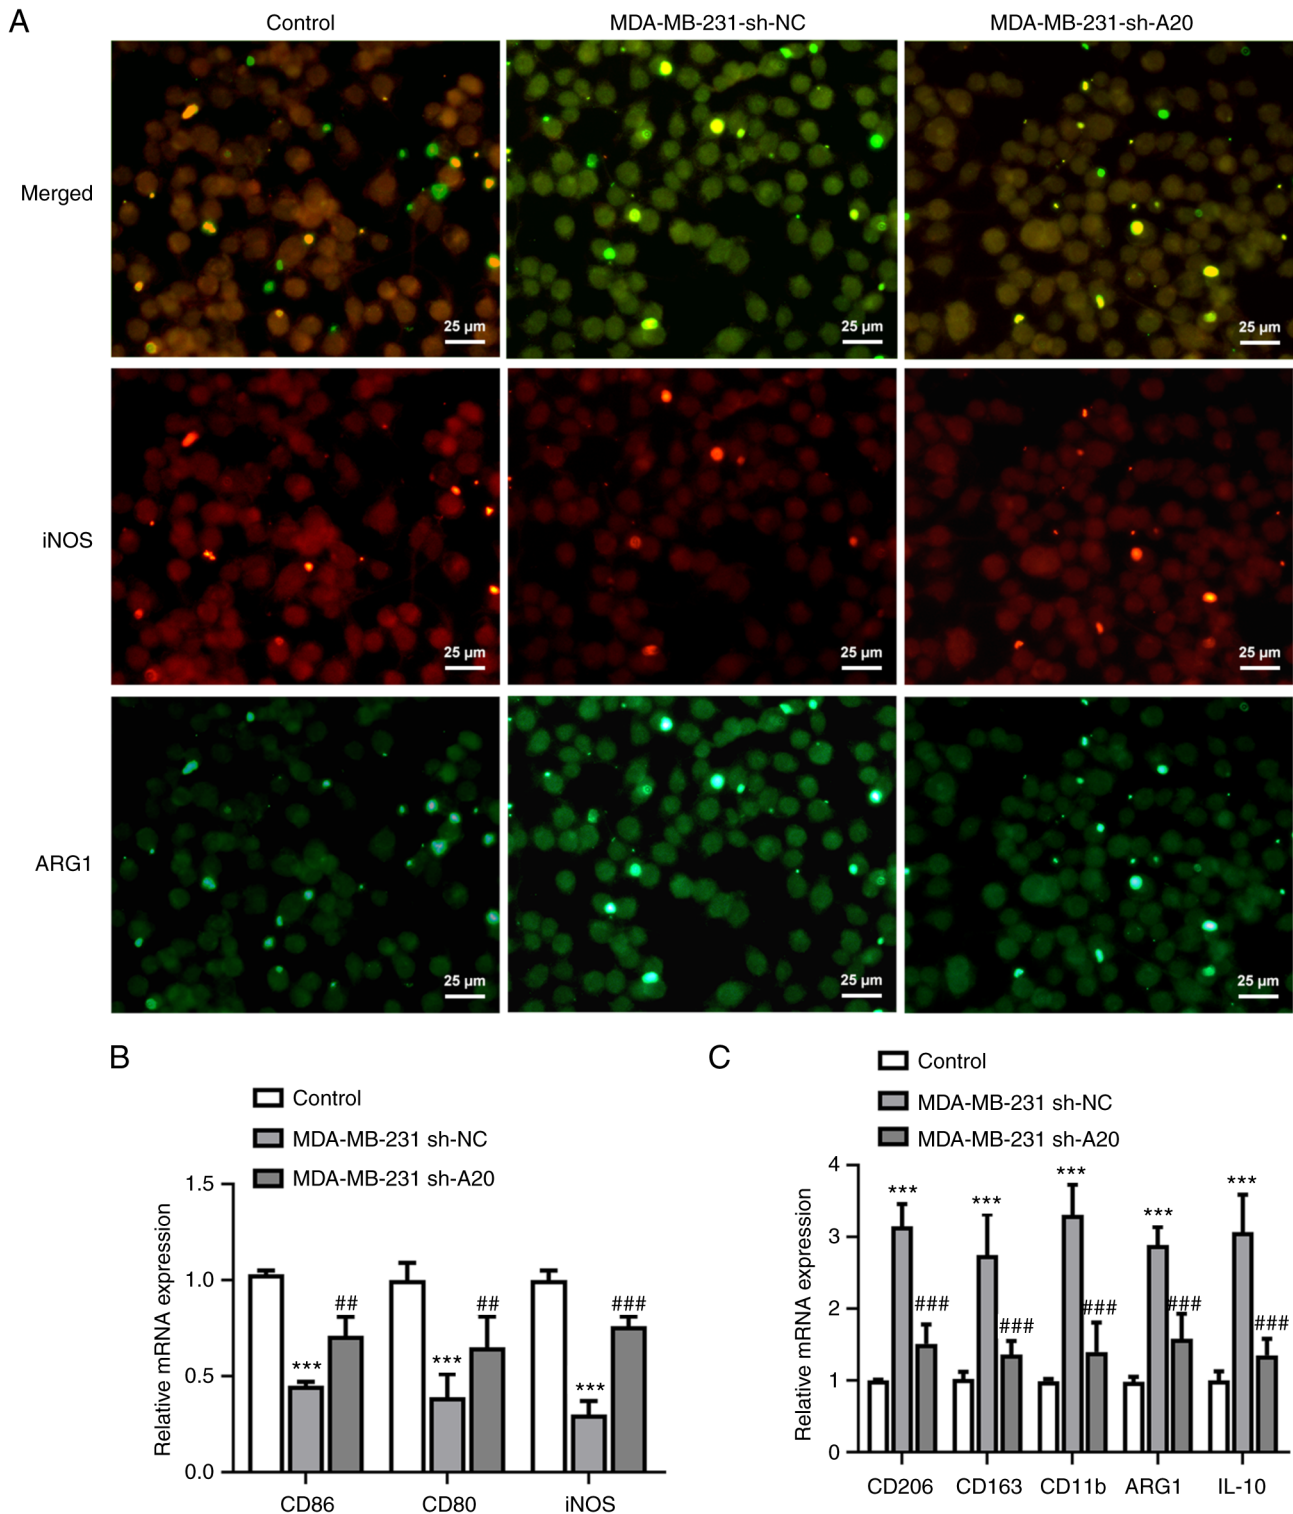 A
Control
MDA-MB-231-sh-NC
MDA-MB-231-sh-A20
Merged
25 µm
25 µm
25 µm
iNOS
25 µm
25 µm
25 µm
ARG1
25 µm
25 µm
25 µm
B
Control
MDA-MB-231 sh-NC
MDA-MB-231 sh-A20
Relative mRNA expression
1.5
1.0
0.5
0.0
***
##
***
##
***
###
CD86
CD80
iNOS
C
Control
MDA-MB-231 sh-NC
MDA-MB-231 sh-A20
Relative mRNA expression
4
3
2
1
0
***
###
***
###
***
###
***
###
***
###
CD206
CD163
CD11b
ARG1
IL-10